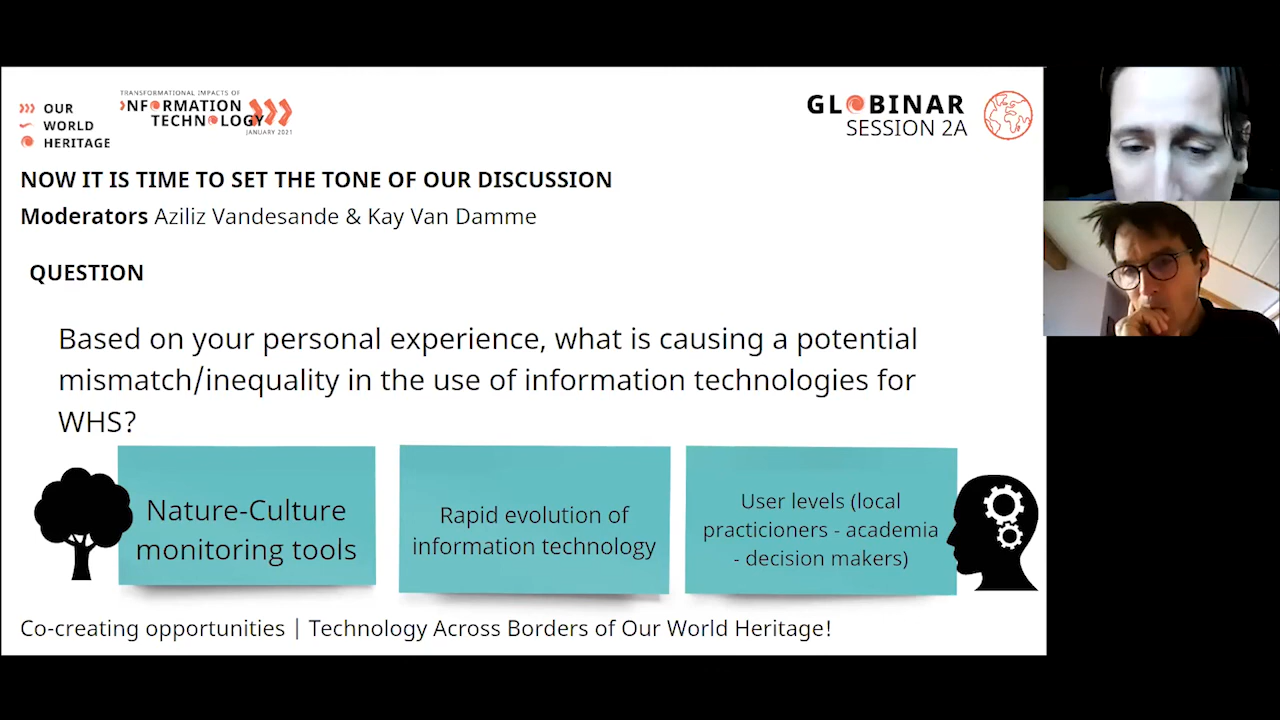 OUR
WORLD
HERITAGE
TRANSFORMATIONAL IMPACTS OF
INFORMATION
TECHNOLOGY
JANUARY 2021
GLOBINAR
SESSION 2A
NOW IT IS TIME TO SET THE TONE OF OUR DISCUSSION
Moderators Aziliz Vandesande & Kay Van Damme
QUESTION
Based on your personal experience, what is causing a potential
mismatch/inequality in the use of information technologies for
WHS?
Nature-Culture
monitoring tools
Rapid evolution of
information technology
User levels (local
practicioners - academia
- decision makers)
Co-creating opportunities | Technology Across Borders of Our World Heritage!